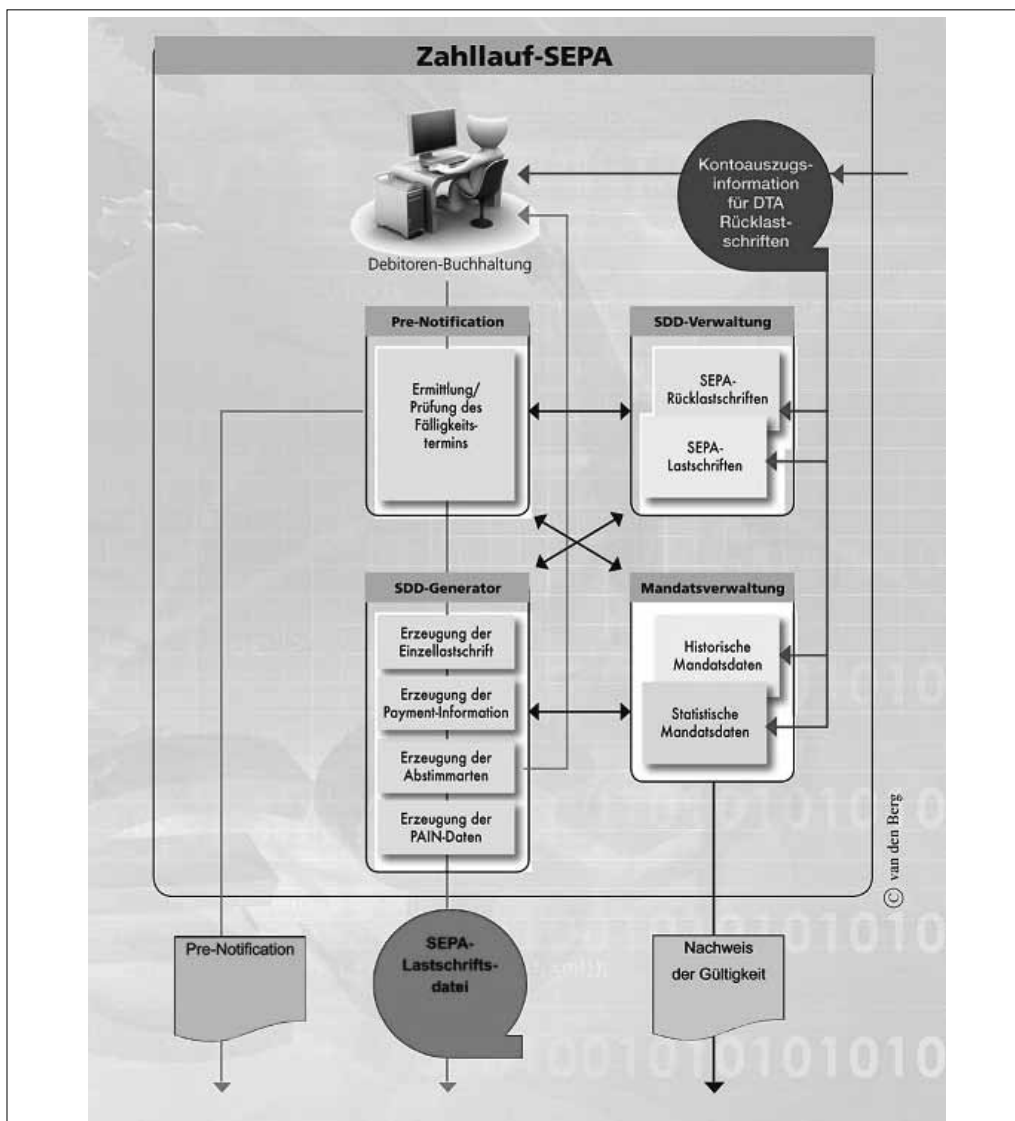 Zahllauf-SEPA
Kontoauszugs-
information
für DTA
Rücklast-
schriften
Debitoren-Buchhaltung
Pre-Notification
Ermittlung/
Prüfung des
Fälligkeits-
termins
SDD-Verwaltung
SEPA-
Rücklastschriften
SEPA-
Lastschriften
SDD-Generator
Erzeugung der
Einzellastschrift
Erzeugung der
Payment-Information
Erzeugung der
Abstimmarten
Erzeugung der
PAIN-Daten
Mandatsverwaltung
Historische
Mandatsdaten
Statistische
Mandatsdaten
© van den Berg
Pre-Notification
SEPA-
Lastschrifts-
datei
Nachweis
der Gültigkeit